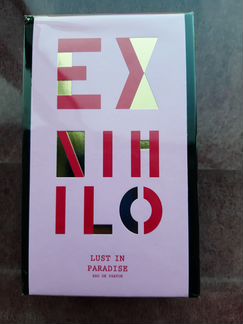 EX
NIH
ILO
LUST IN
PARADISE
EAU DE PARFUM